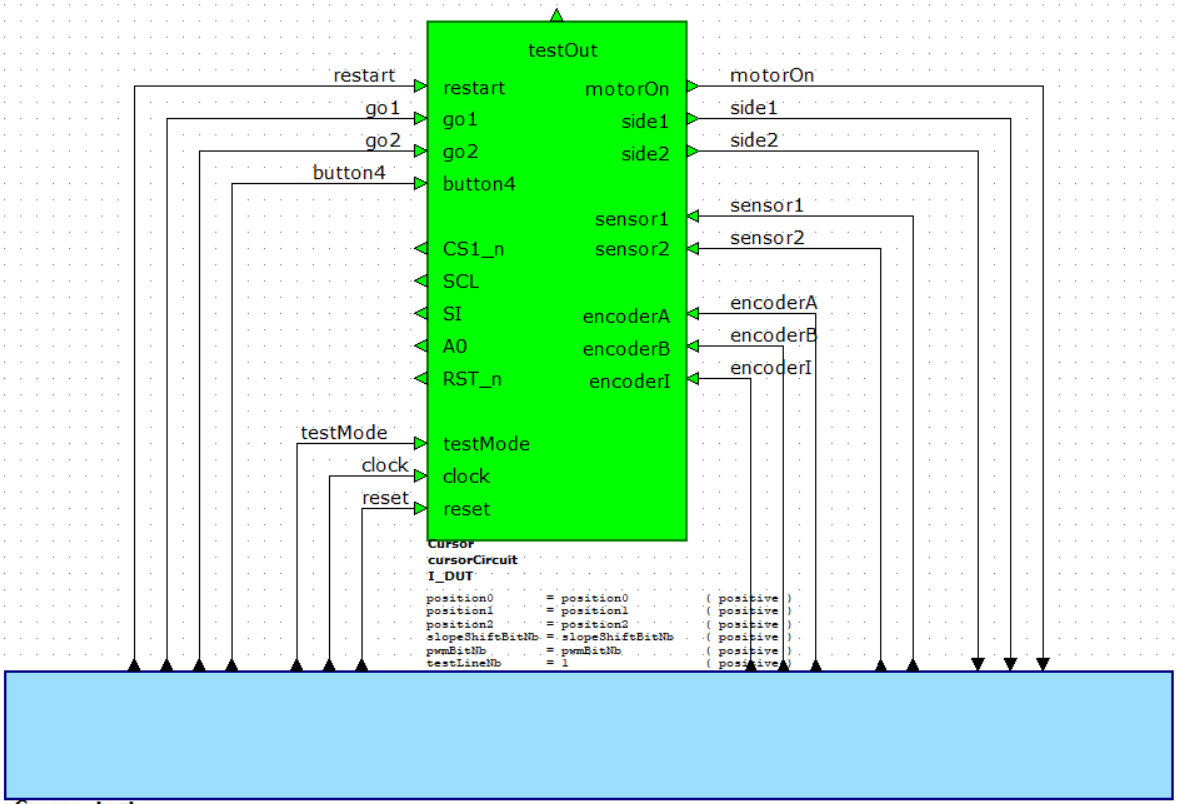 testOut
restart
restart
motorOn
motorOn
go1
go1
side1
side1
go2
go2
side2
side2
button4
button4
sensor1
sensor1
CS1_n
sensor2
sensor2
SCL
SI
encoderA
encoderA
A0
encoderB
encoderB
RST_n
encoderI
encoderI
testMode
testMode
clock
clock
reset
reset
Cursor
cursorCircuit
I_DUT
position0 = position0 ( positive )
position1 = position1 ( positive )
position2 = position2 ( positive )
slopeShiftBitNb = slopeShiftBitNb ( positive )
pwmBitNb = pwmBitNb ( positive )
testLineNb = 1 ( positive )